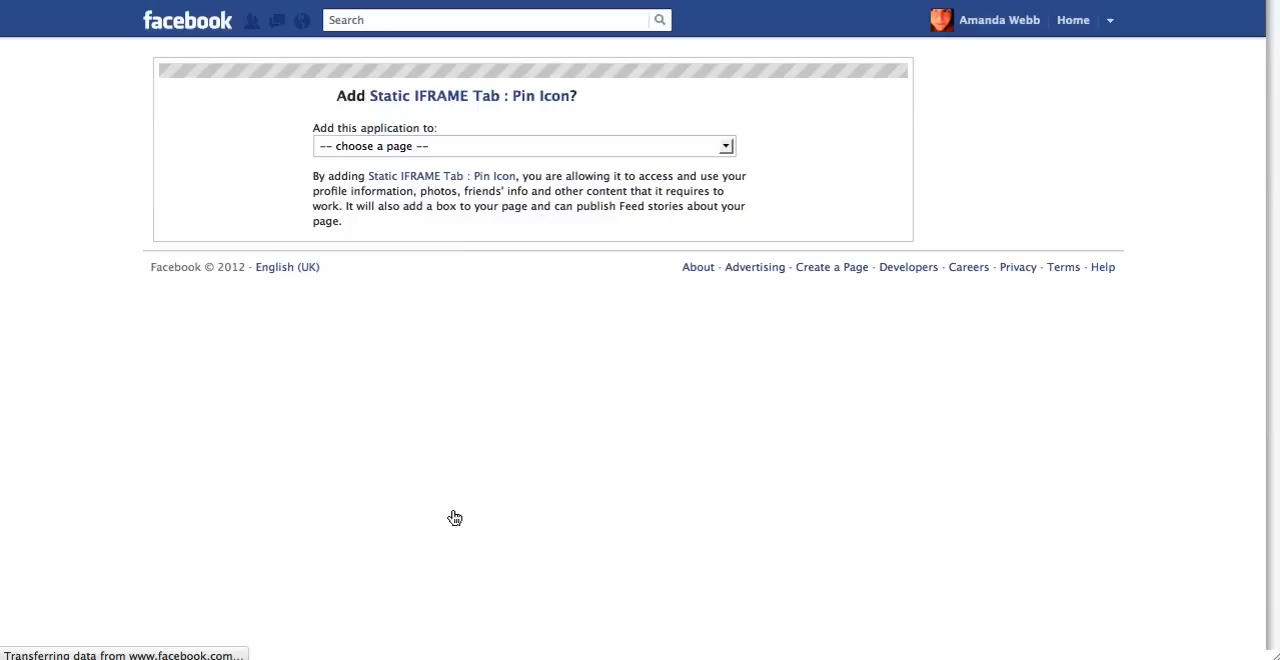 facebook
Search
Amanda Webb
Home
Add Static IFRAME Tab : Pin Icon?
Add this application to:
-- choose a page --
By adding Static IFRAME Tab : Pin Icon, you are allowing it to access and use your
profile information, photos, friends' info and other content that it requires to
work. It will also add a box to your page and can publish Feed stories about your
page.
Facebook © 2012 · English (UK)
About · Advertising · Create a Page · Developers · Careers · Privacy · Terms · Help
Transferring data from www.facebook.com...